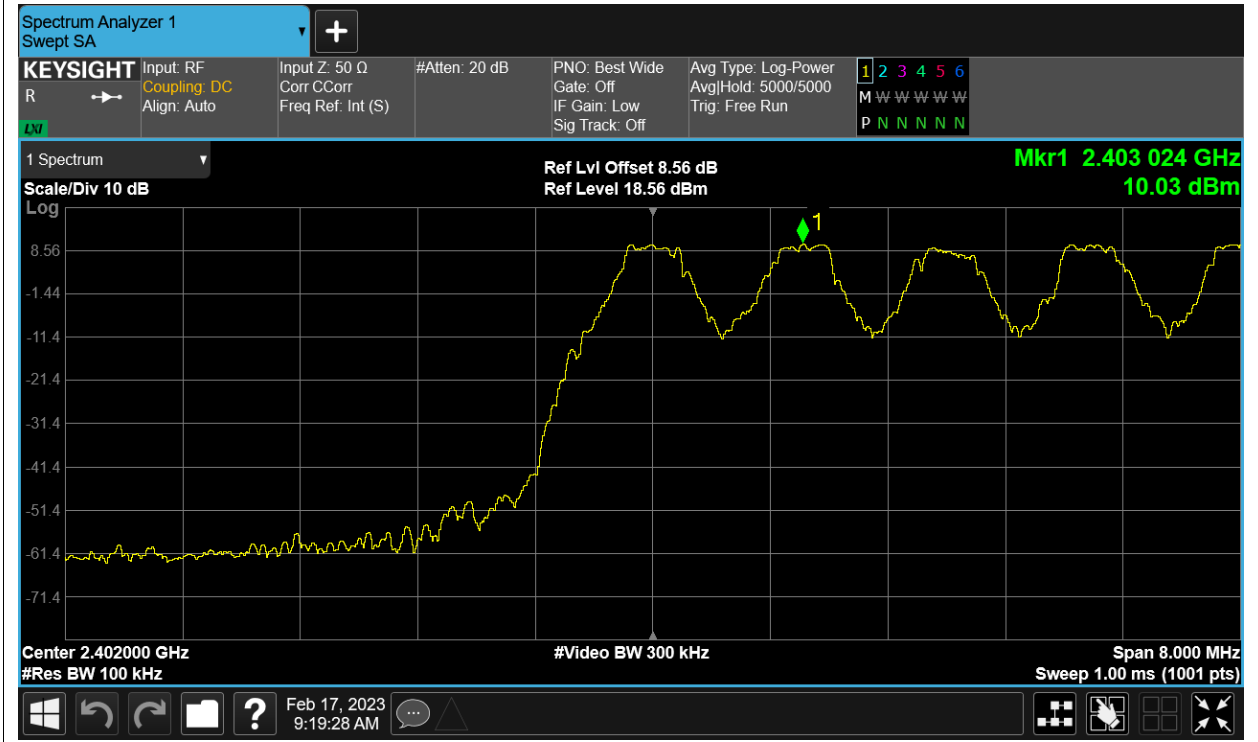 Spectrum Analyzer 1
Swept SA
+
KEYSIGHT
R
LXI
Input: RF
Coupling: DC
Align: Auto
Input Z: 50 Ω
Corr CCorr
Freq Ref: Int (S)
#Atten: 20 dB
PNO: Best Wide
Gate: Off
IF Gain: Low
Sig Track: Off
Avg Type: Log-Power
Avg|Hold: 5000/5000
Trig: Free Run
1 2 3 4 5 6
M W W W W W
P N N N N N
1 Spectrum
Scale/Div 10 dB
Log
Ref Lvl Offset 8.56 dB
Ref Level 18.56 dBm
Mkr1 2.403 024 GHz
10.03 dBm
1
8.56
-1.44
-11.4
-21.4
-31.4
-41.4
-51.4
-61.4
-71.4
Center 2.402000 GHz
#Video BW 300 kHz
Span 8.000 MHz
#Res BW 100 kHz
Sweep 1.00 ms (1001 pts)
?
Feb 17, 2023
9:19:28 AM